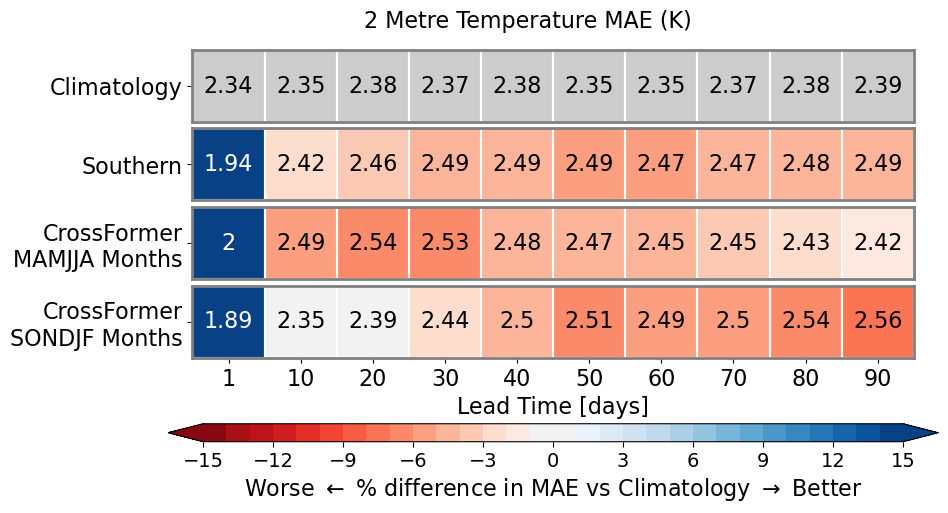 2 Metre Temperature MAE (K)
Climatology 2.34 2.35 2.38 2.37 2.38 2.35 2.35 2.37 2.38 2.39
Southern 1.94 2.42 2.46 2.49 2.49 2.49 2.47 2.47 2.48 2.49
CrossFormer
MAMJJA Months 2 2.49 2.54 2.53 2.48 2.47 2.45 2.45 2.43 2.42
CrossFormer
SONDJF Months 1.89 2.35 2.39 2.44 2.5 2.51 2.49 2.5 2.54 2.56
1 10 20 30 40 50 60 70 80 90
Lead Time [days]
−15 −12 −9 −6 −3 0 3 6 9 12 15
Worse ← % difference in MAE vs Climatology → Better